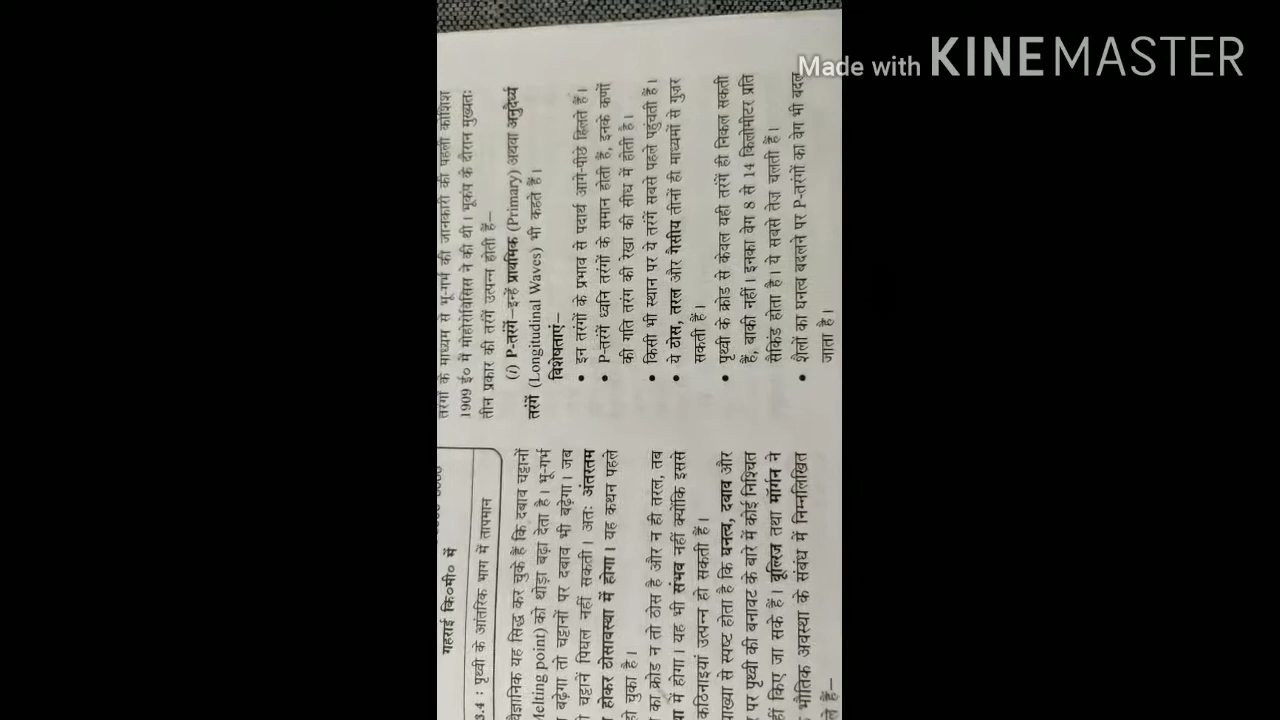 Made with KINEMASTER
गहराई कि०मी० में
3.4 : पृथ्वी के आंतरिक भाग में तापमान
वैज्ञानिक यह सिद्ध कर चुके हैं कि दबाव चट्टानों
Melting point) को थोड़ा बढ़ा देता है। भू-गर्भ
बढ़ेगा तो चट्टानों पर दबाव भी बढ़ेगा। जब
चट्टानें पिघल नहीं सकती। अतः अंतरतम
होकर ठोसावस्था में होगा। यह कथन पहले
चुका है।
का क्रोड न तो ठोस है और न ही तरल, तब
में होगा। यह भी संभव नहीं क्योंकि इससे
कठिनाइयां उत्पन्न हो सकती हैं।
से स्पष्ट होता है कि घनत्व, दबाव और
पर पृथ्वी की बनावट के बारे में कोई निश्चित
किए जा सके हैं। वूल्रिज तथा मॉर्गन ने
भौतिक अवस्था के संबंध में निम्नलिखित
हैं—
तरंगों के माध्यम से भू-गर्भ की जानकारी की पहली कोशिश
1909 ई० में मोहोरोविसिस ने की थी। भूकंप के दौरान मुख्यतः
तीन प्रकार की तरंगें उत्पन्न होती हैं—
(i) P-तरंगें—इन्हें प्राथमिक (Primary) अथवा अनुदैर्ध्य
तरंगें (Longitudinal Waves) भी कहते हैं।
विशेषताएं—
• इन तरंगों के प्रभाव से पदार्थ आगे-पीछे हिलते हैं।
• P-तरंगें ध्वनि तरंगों के समान होती हैं, इनके कणों
की गति तरंग की रेखा की सीध में होती है।
• किसी भी स्थान पर ये तरंगें सबसे पहले पहुंचती हैं।
• ये ठोस, तरल और गैसीय तीनों ही माध्यमों से गुज़र
सकती हैं।
• पृथ्वी के क्रोड से केवल यही तरंगें ही निकल सकती
हैं, बाकी नहीं। इनका वेग 8 से 14 किलोमीटर प्रति
सैकिंड होता है। ये सबसे तेज़ चलती हैं।
• शैलों का घनत्व बदलने पर P-तरंगों का वेग भी बदल
जाता है।